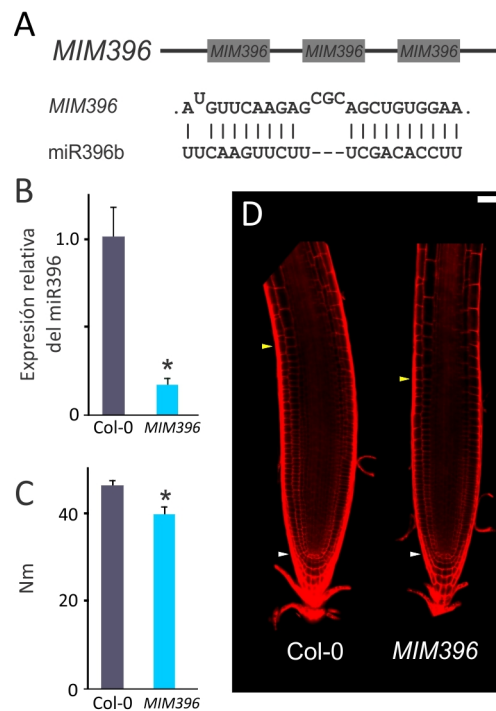 A
MIM396
MIM396 MIM396 MIM396
MIM396 .AUGUUCAAGAGCGCAGCUGUGGAA.
miR396b UUCAAGUUCUU---UCGACACCUU
B
Expresión relativa
del miR396
1.0
0
*
Col-0 MIM396
C
Nm
40
20
0
*
Col-0 MIM396
D
Col-0 MIM396